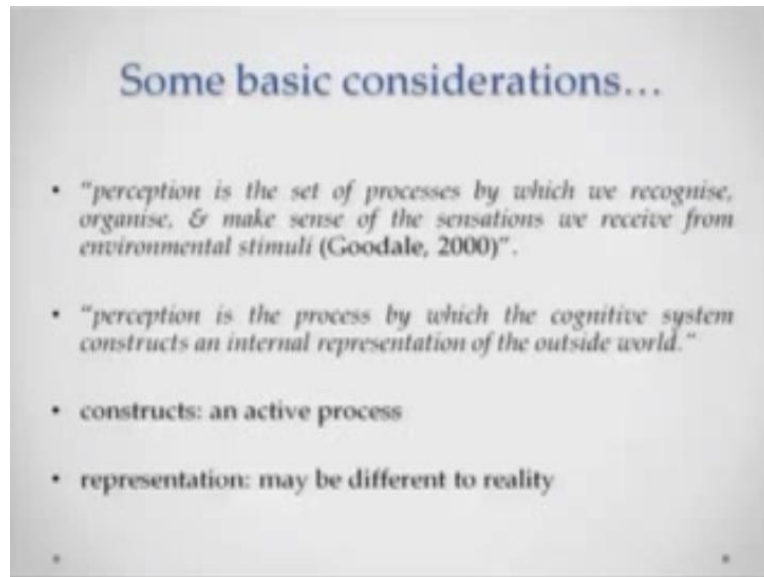 Some basic considerations...
• "perception is the set of processes by which we recognise,
organise, & make sense of the sensations we receive from
environmental stimuli (Goodale, 2000)".
• "perception is the process by which the cognitive system
constructs an internal representation of the outside world."
• constructs: an active process
• representation: may be different to reality